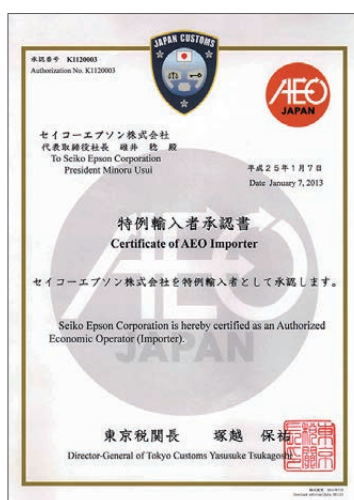 JAPAN CUSTOMS
承認番号 K1120003
Authorization No. K1120003
AEO
JAPAN
セイコーエプソン株式会社
代表取締役社長 碓井 稔 殿
To Seiko Epson Corporation
President Minoru Usui
平成25年1月7日
Date January 7, 2013
特例輸入者承認書
Certificate of AEO Importer
セイコーエプソン株式会社を特例輸入者として承認します。
Seiko Epson Corporation is hereby certified as an Authorized
Economic Operator (Importer).
AEO
JAPAN
東京税関長 塚越 保祐
Director-General of Tokyo Customs Yasusuke Tsukagoshi